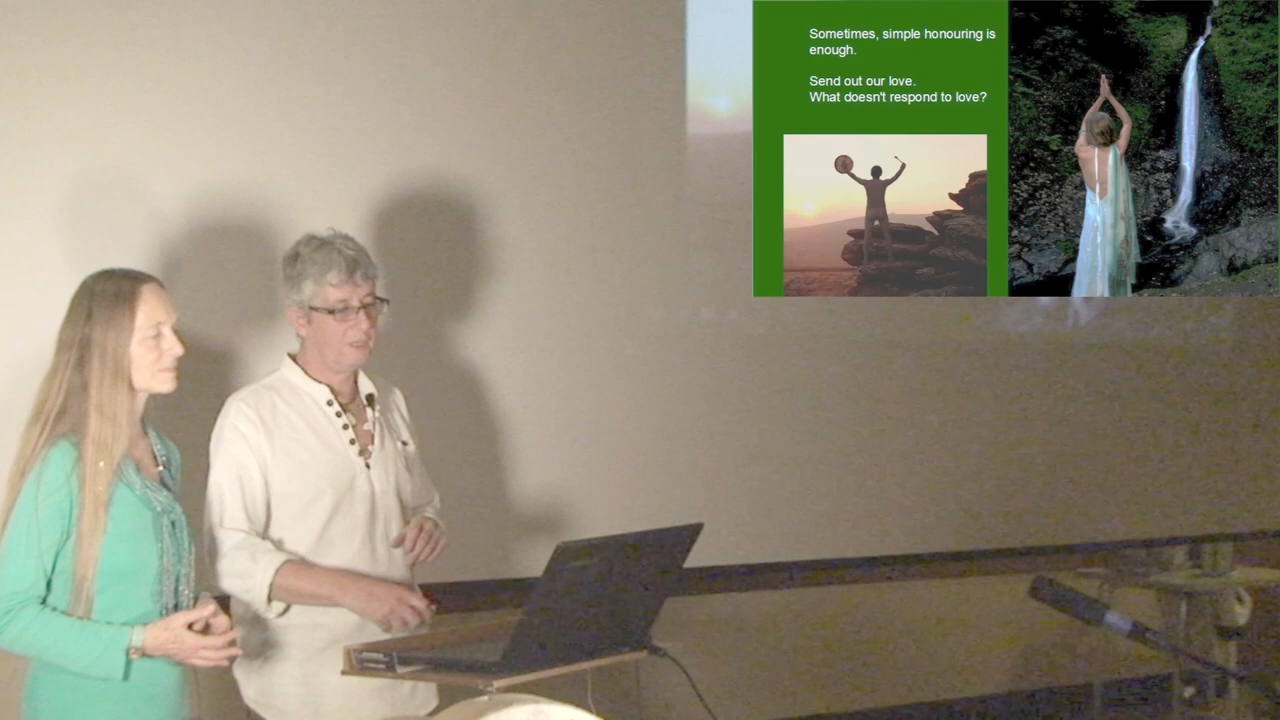 Sometimes, simple honouring is
enough.
Send out our love.
What doesn't respond to love?